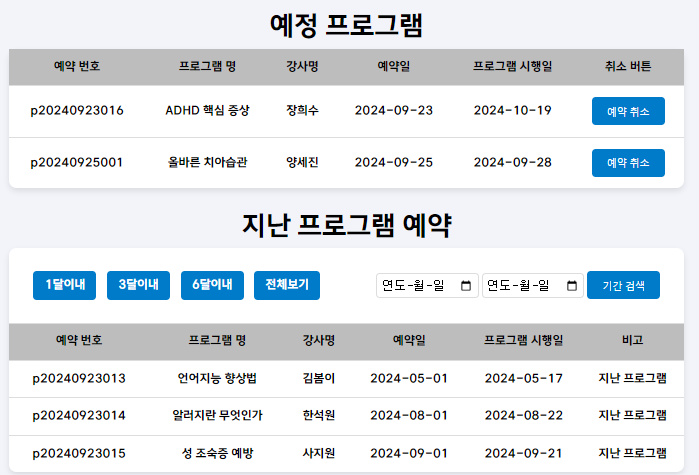 예정 프로그램
예약 번호 프로그램 명 강사명 예약일 프로그램 시행일 취소 버튼
p20240923016 ADHD 핵심 증상 장희수 2024-09-23 2024-10-19 예약 취소
p20240925001 올바른 치아습관 양세진 2024-09-25 2024-09-28 예약 취소
지난 프로그램 예약
1달이내 3달이내 6달이내 전체보기 연도-월-일 연도-월-일 기간 검색
예약 번호 프로그램 명 강사명 예약일 프로그램 시행일 비고
p20240923013 언어지능 향상법 김봄이 2024-05-01 2024-05-17 지난 프로그램
p20240923014 알러지란 무엇인가 한석원 2024-08-01 2024-08-22 지난 프로그램
p20240923015 성 조숙증 예방 사지원 2024-09-01 2024-09-21 지난 프로그램